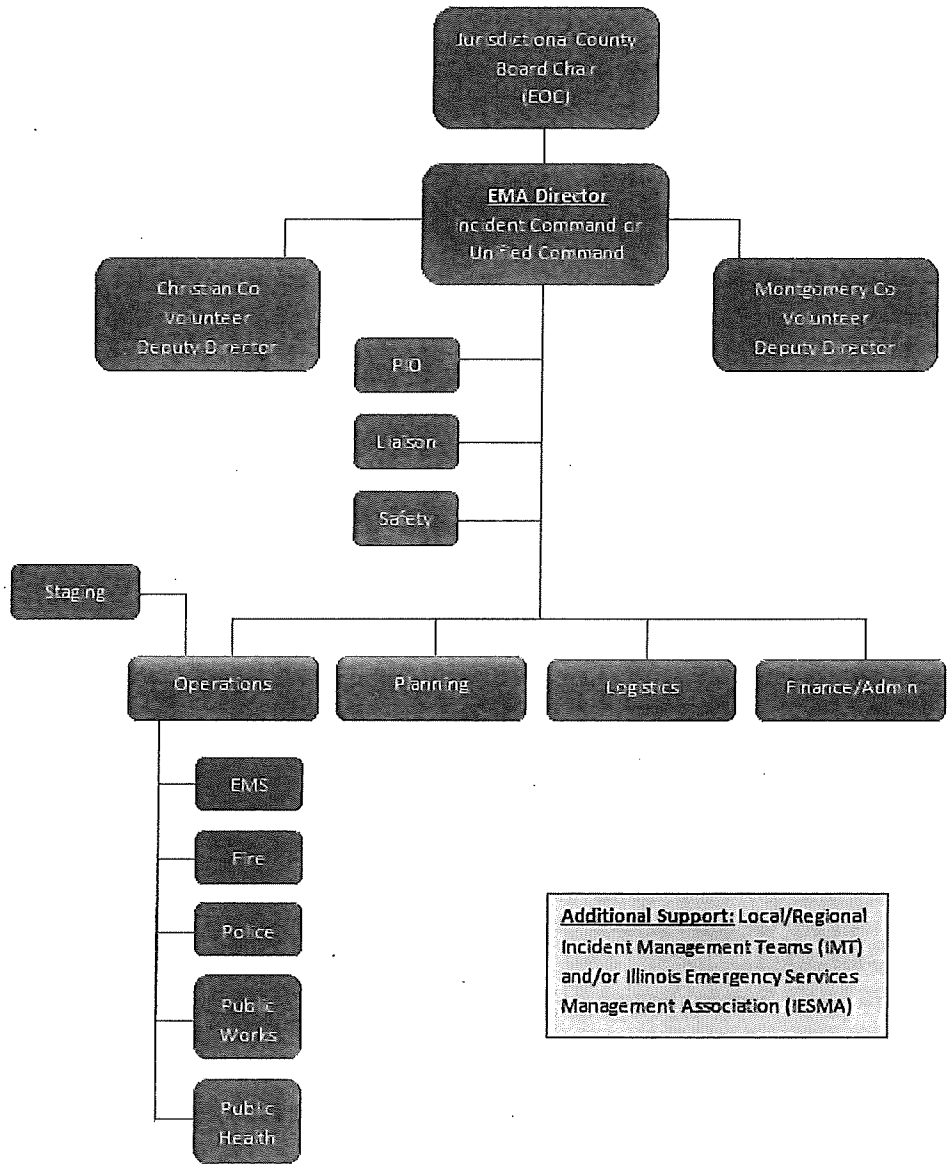 Jurisdictional County
Board Chair
(EOC)
EMA Director
Incident Command or
Unified Command
Christian Co
Volunteer
Deputy Director
Montgomery Co
Volunteer
Deputy Director
PIO
Liaison
Safety
Staging
Operations
Planning
Logistics
Finance/Admin
EMS
Fire
Police
Public
Works
Public
Health
Additional Support: Local/Regional
Incident Management Teams (IMT)
and/or Illinois Emergency Services
Management Association (IESMA)